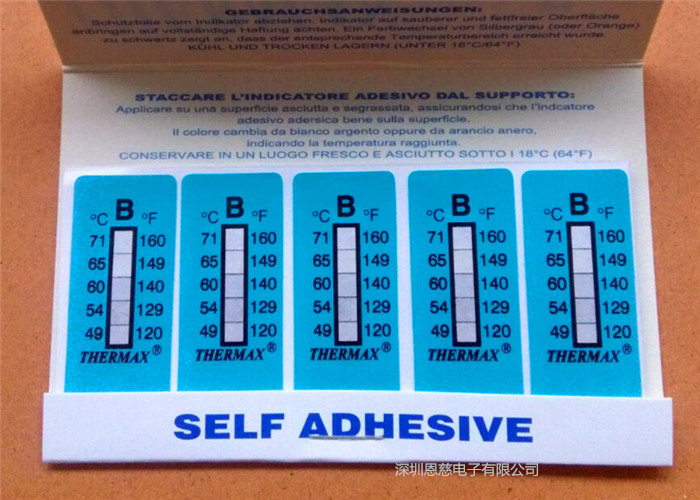 GEBRAUCHSANWEISUNGEN:
Schutzfolie vom Indikator abziehen. Indikator auf sauberer und fettfreier Oberfläche
anbringen auf vollständige Haftung achten. Ein Farbwechsel von Silbergrau (oder Orange)
zu schwartz zeigt an, dass der entsprechende Temperaturbereich erreicht wurde.
KÜHL UND TROCKEN LAGERN (UNTER 18°C/64°F)
STACCARE L'INDICATORE ADESIVO DAL SUPPORTO:
Applicare su una superficie asciutta e segrassata, assicurandosi che l'indcatore
adesivo adersica bene sulla superficie.
Il colore cambia da bianco argento oppure da arancio anero,
indicando la temperatura raggiunta.
CONSERVARE IN UN LUOGO FRESCO E ASCIUTTO SOTTO I 18°C (64°F)
°C B °F °C B °F °C B °F °C B °F °C B °F
71 160 71 160 71 160 71 160 71 160
65 149 65 149 65 149 65 149 65 149
60 140 60 140 60 140 60 140 60 140
54 129 54 129 54 129 54 129 54 129
49 120 49 120 49 120 49 120 49 120
THERMAX® THERMAX® THERMAX® THERMAX® THERMAX®
SELF ADHESIVE
深圳恩慈电子有限公司